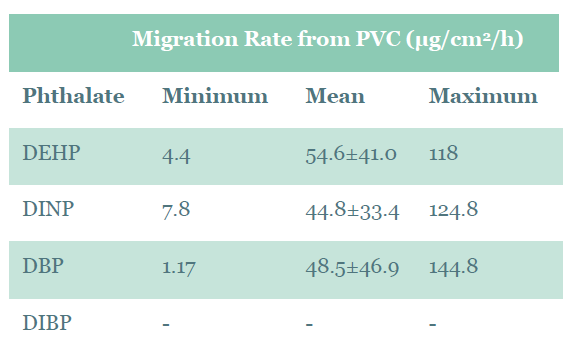 Migration Rate from PVC (µg/cm²/h)
Phthalate Minimum Mean Maximum
DEHP 4.4 54.6±41.0 118
DINP 7.8 44.8±33.4 124.8
DBP 1.17 48.5±46.9 144.8
DIBP - - -